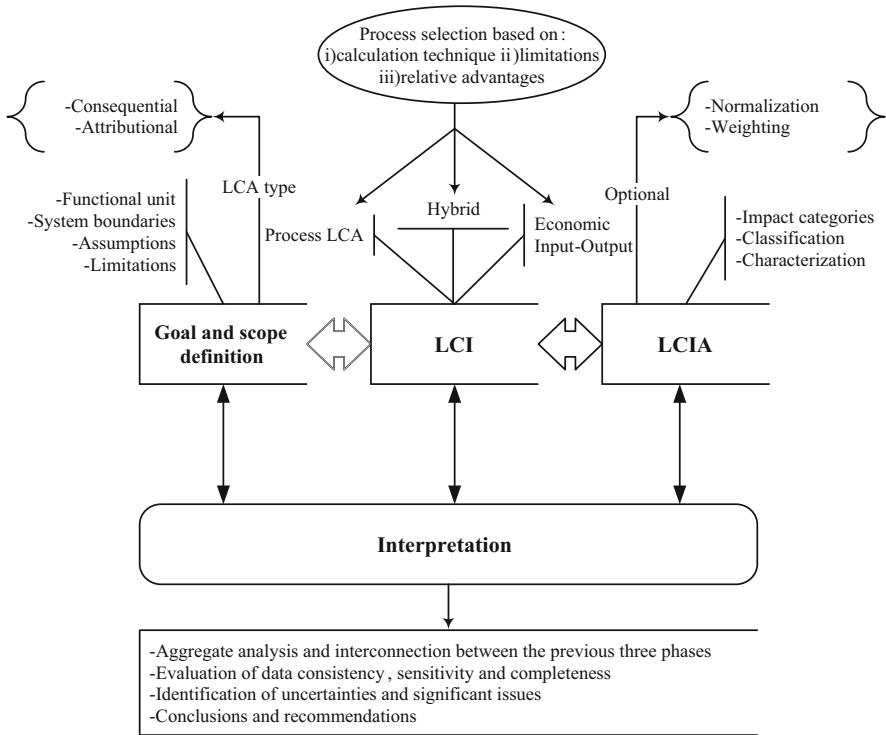 Process selection based on:
i)calculation technique ii)limitations
iii)relative advantages
-Consequential
-Attributional
-Normalization
-Weighting
LCA type
-Functional unit
-System boundaries
-Assumptions
-Limitations
Process LCA
Hybrid
Economic
Input-Output
Optional
-Impact categories
-Classification
-Characterization
Goal and scope
definition
LCI
LCIA
Interpretation
-Aggregate analysis and interconnection between the previous three phases
-Evaluation of data consistency, sensitivity and completeness
-Identification of uncertainties and significant issues
-Conclusions and recommendations